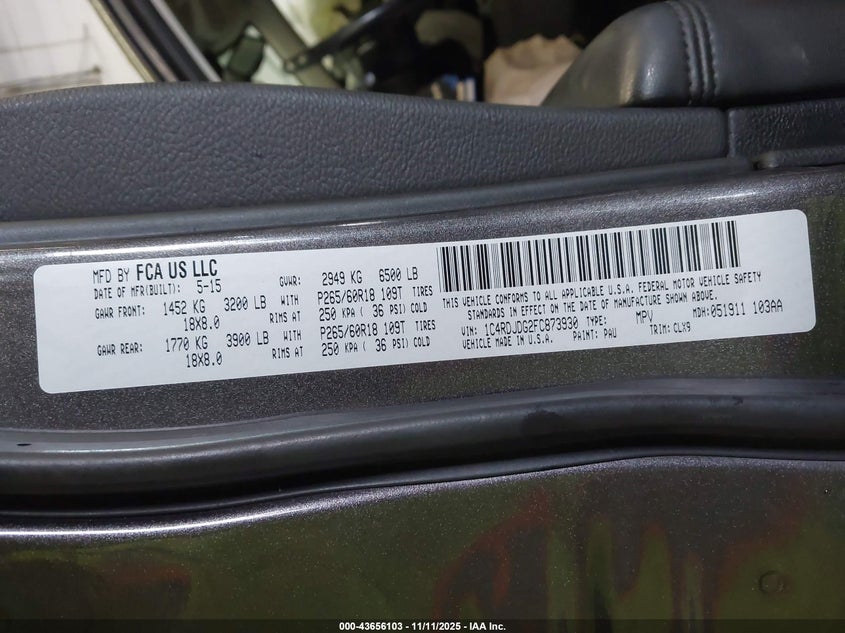 MFD BY FCA US LLC
DATE OF MFR(BUILT): 5-15 GVWR: 2949 KG 6500 LB
GAWR FRONT: 1452 KG 3200 LB WITH P265/60R18 109T TIRES
18X8.0 RIMS AT 250 KPA ( 36 PSI) COLD
GAWR REAR: 1770 KG 3900 LB WITH P265/60R18 109T TIRES
18X8.0 RIMS AT 250 KPA ( 36 PSI) COLD
THIS VEHICLE CONFORMS TO ALL APPLICABLE U.S.A. FEDERAL MOTOR VEHICLE SAFETY
STANDARDS IN EFFECT ON THE DATE OF MANUFACTURE SHOWN ABOVE.
VIN: 1C4RDJDG2FC873930 TYPE: MPV MDH: 051911 103AA
VEHICLE MADE IN U.S.A. PAINT: PAU TRIM: CLX9
000-43656103 - 11/11/2025 - IAA Inc.